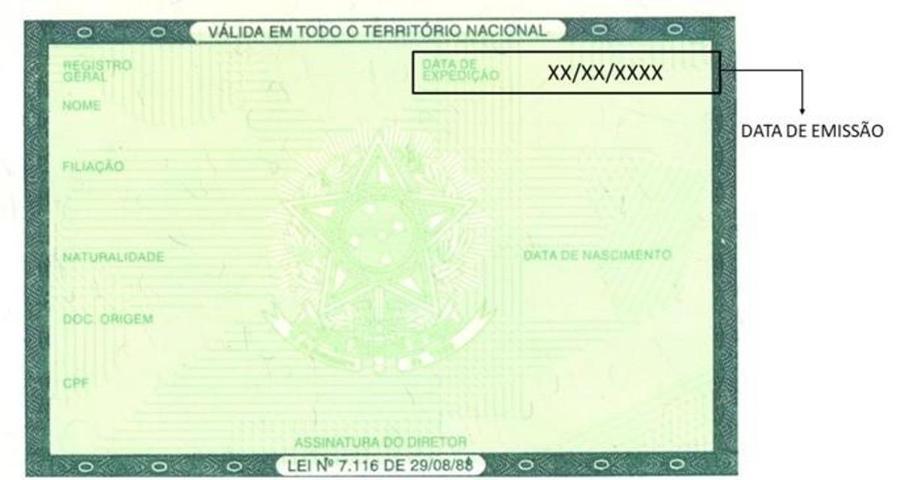 VÁLIDA EM TODO O TERRITÓRIO NACIONAL
REGISTRO
GERAL
DATA DE
EXPEDIÇÃO
XX/XX/XXXX
DATA DE EMISSÃO
NOME
FILIAÇÃO
NATURALIDADE
DATA DE NASCIMENTO
DOC. ORIGEM
CPF
ASSINATURA DO DIRETOR
LEI Nº 7.116 DE 29/08/83